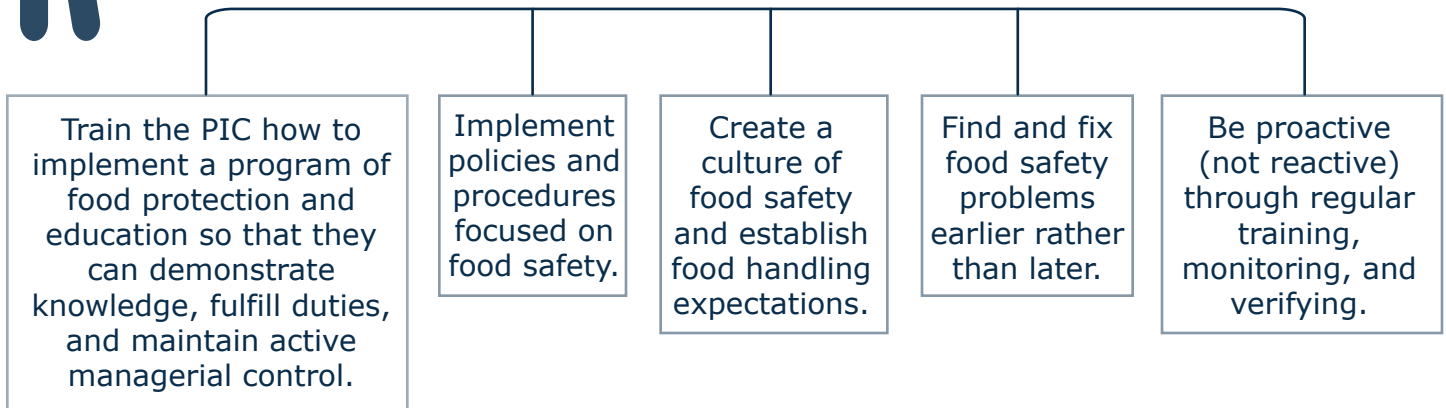 Train the PIC how to
implement a program of
food protection and
education so that they
can demonstrate
knowledge, fulfill duties,
and maintain active
managerial control.
Implement
policies and
procedures
focused on
food safety.
Create a
culture of
food safety
and establish
food handling
expectations.
Find and fix
food safety
problems
earlier rather
than later.
Be proactive
(not reactive)
through regular
training,
monitoring, and
verifying.